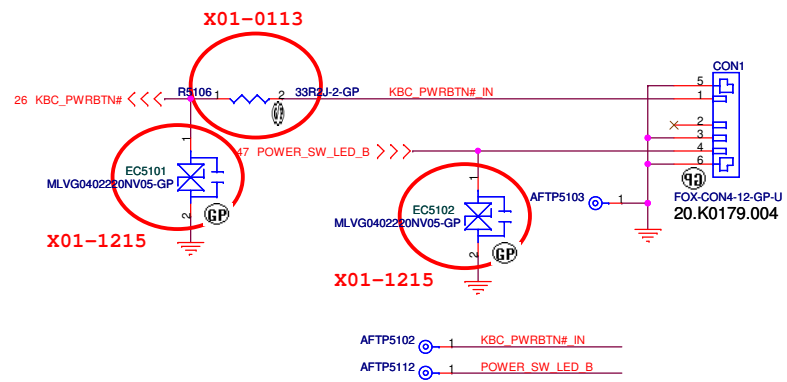 X01-0113
CON1
R5106 1 2 33R2J-2-GP
KBC_PWRBTN#_IN
26 KBC_PWRBTN#
5
1
2
3
4
6
1
47 POWER_SW_LED_B
EC5101
MLVG0402220NV05-GP
2
GP
X01-1215
1
EC5102
MLVG0402220NV05-GP
2
GP
X01-1215
AFTP5103 1
GP
FOX-CON4-12-GP-U
20.K0179.004
AFTP5102 1 KBC_PWRBTN#_IN
AFTP5112 1 POWER_SW_LED_B